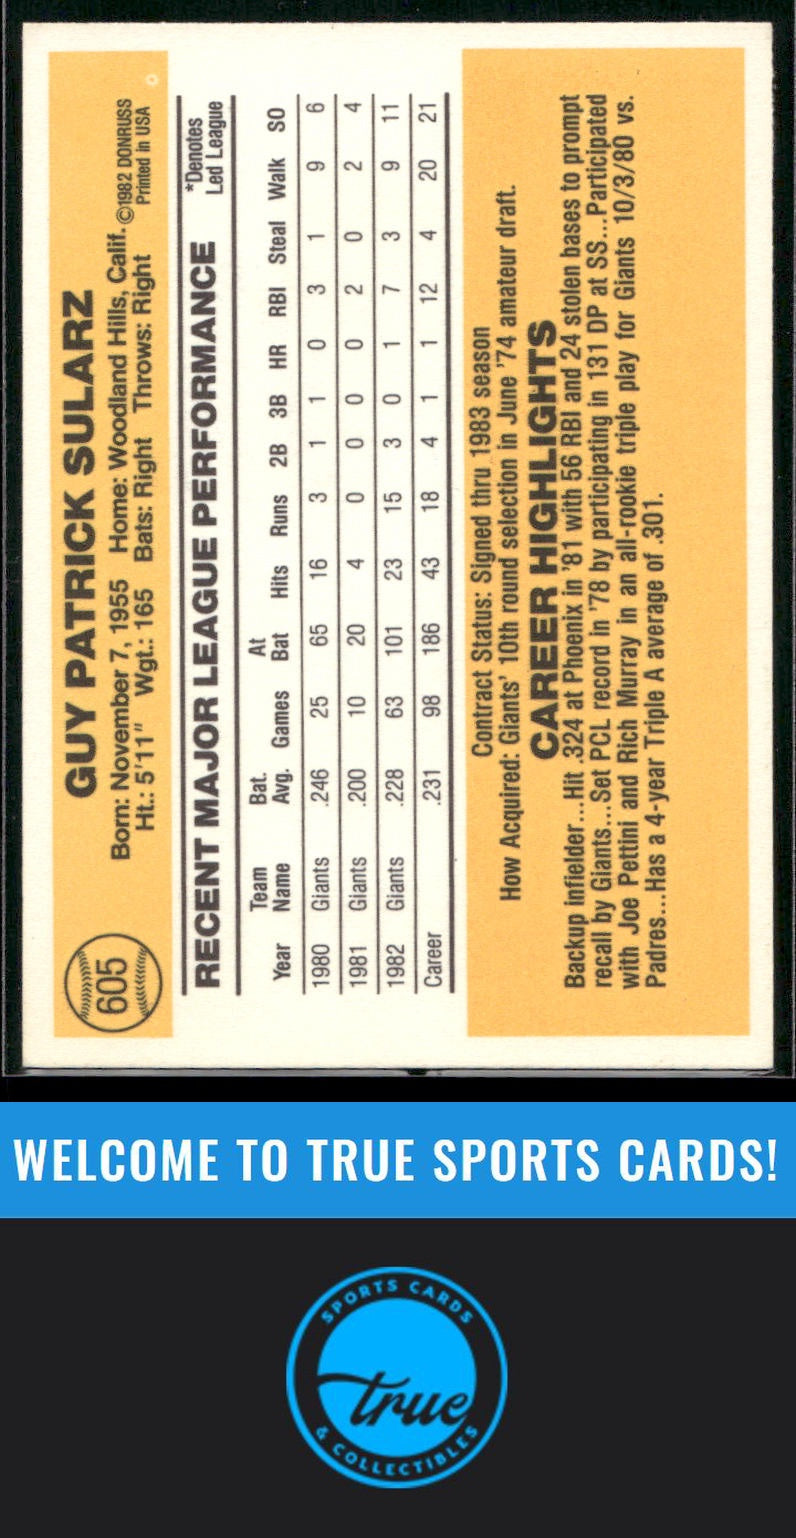 605
GUY PATRICK SULARZ
Born: November 7, 1955 Home: Woodland Hills, Calif.
Ht.: 5'11" Wgt.: 165 Bats: Right Throws: Right
©1982 DONRUSS
Printed in USA
RECENT MAJOR LEAGUE PERFORMANCE
*Denotes
Led League
Year Team Name Bat. Avg. Games At Bat Hits Runs 2B 3B HR RBI Steal Walk SO
1980 Giants .246 25 65 16 3 1 1 0 3 1 9 6
1981 Giants .200 10 20 4 0 0 0 0 2 0 2 4
1982 Giants .228 63 101 23 15 3 0 1 7 3 9 11
Career .231 98 186 43 18 4 1 1 12 4 20 21
Contract Status: Signed thru 1983 season
How Acquired: Giants' 10th round selection in June '74 amateur draft.
CAREER HIGHLIGHTS
Backup infielder...Hit .324 at Phoenix in '81 with 56 RBI and 24 stolen bases to prompt
recall by Giants...Set PCL record in '78 by participating in 131 DP at SS...Participated
with Joe Pettini and Rich Murray in an all-rookie triple play for Giants 10/3/80 vs.
Padres...Has a 4-year Triple A average of .301.
WELCOME TO TRUE SPORTS CARDS!
SPORTS CARDS
true
& COLLECTIBLES